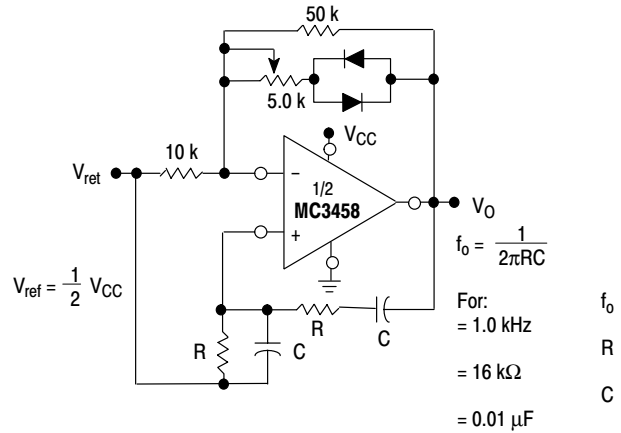 50 k
5.0 k
10 k
V_CC
V_ret
−
1/2
MC3458
+
V_O
f_o = 1/2πRC
V_ref = 1/2 V_CC
R
C
R
C
For:
f_o
= 1.0 kHz
R
= 16 kΩ
C
= 0.01 μF